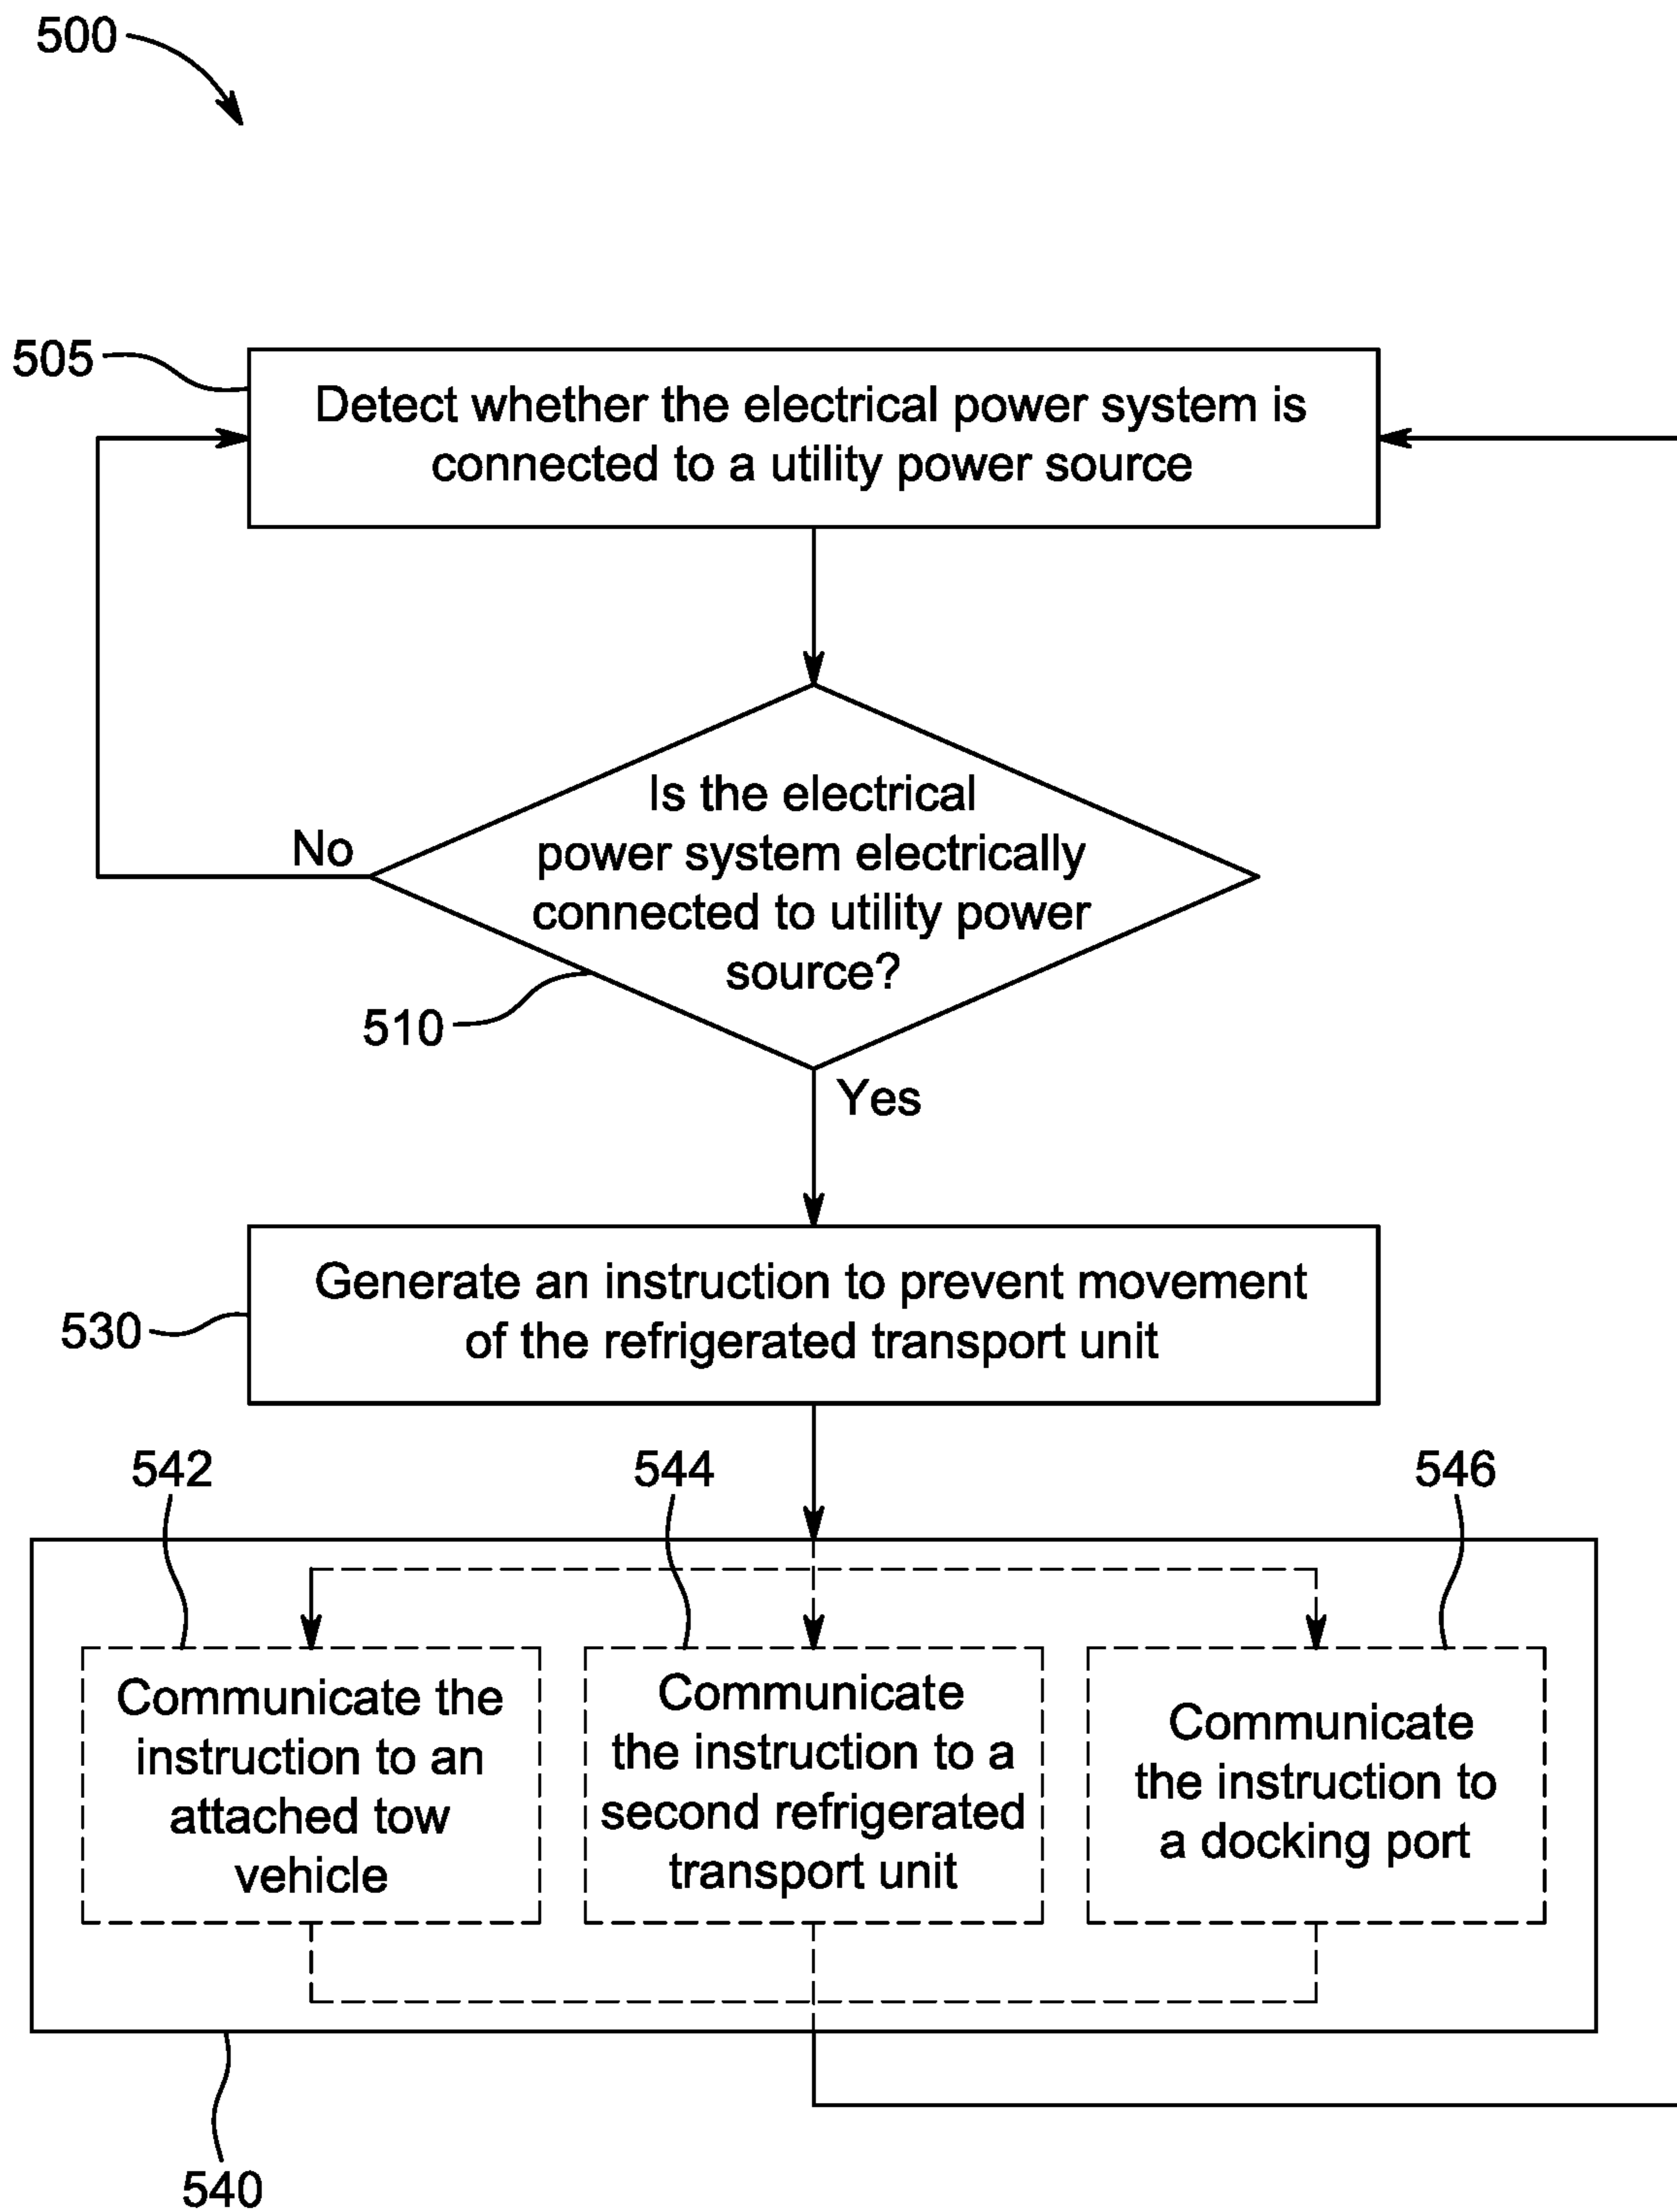 500
505
Detect whether the electrical power system is
connected to a utility power source
Is the electrical
power system electrically
connected to utility power
source?
No
510
Yes
Generate an instruction to prevent movement
of the refrigerated transport unit
530
542
544
546
Communicate the
instruction to an
attached tow
vehicle
Communicate
the instruction to a
second refrigerated
transport unit
Communicate
the instruction to
a docking port
540